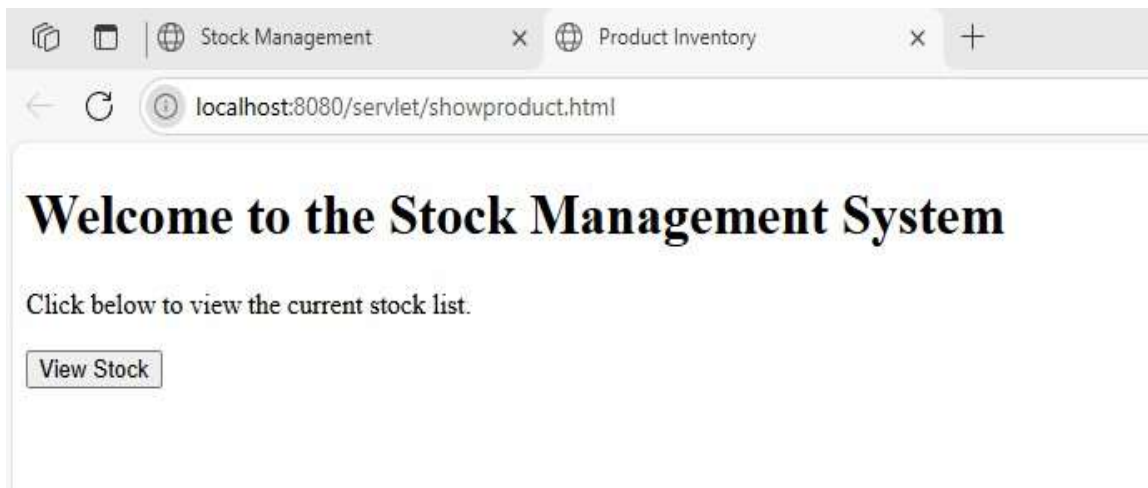 Stock Management
Product Inventory
localhost:8080/servlet/showproduct.html
Welcome to the Stock Management System
Click below to view the current stock list.
View Stock